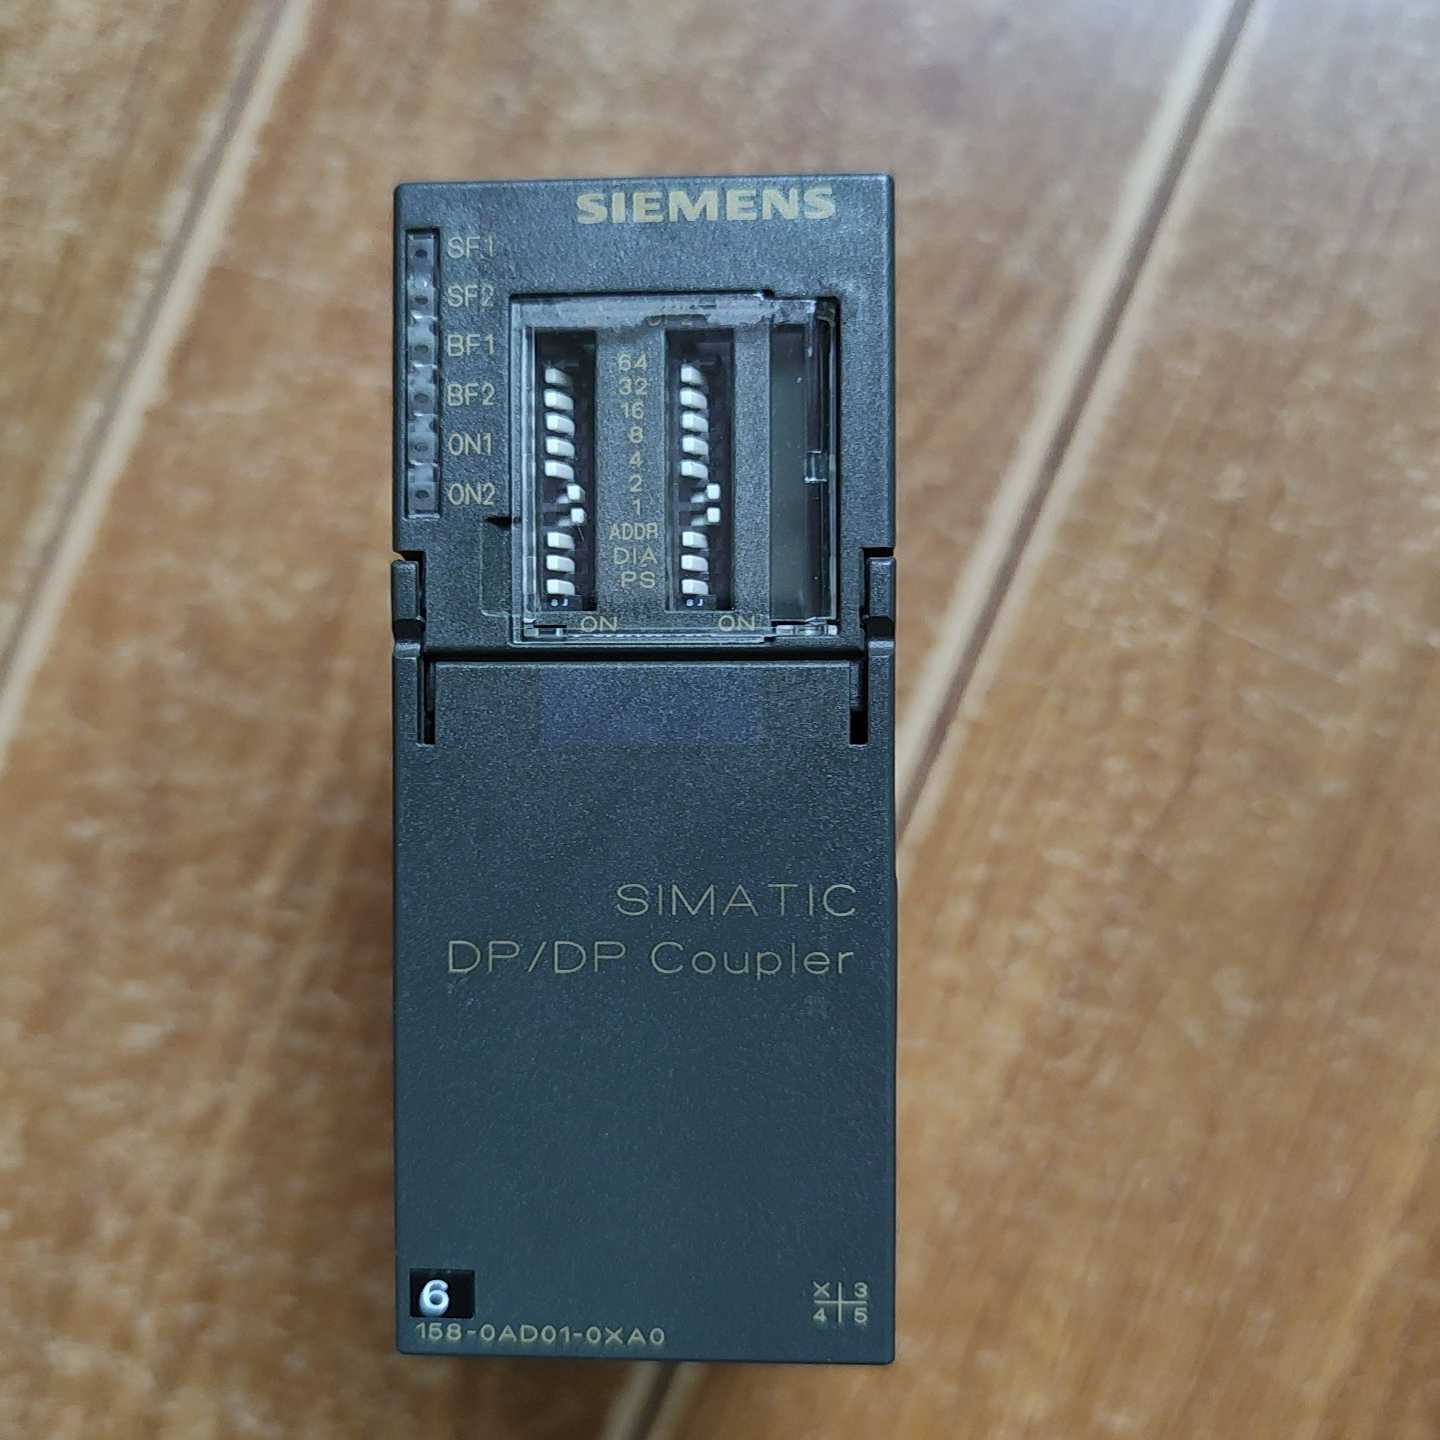 SIEMENS
SF1
SF2
BF1
BF2
ON1
ON2
64
32
16
8
4
2
1
ADDR
DIA
PS
ON ON
SIMATIC
DP/DP Coupler
6
158-0AD01-0XA0
X 3
4 5